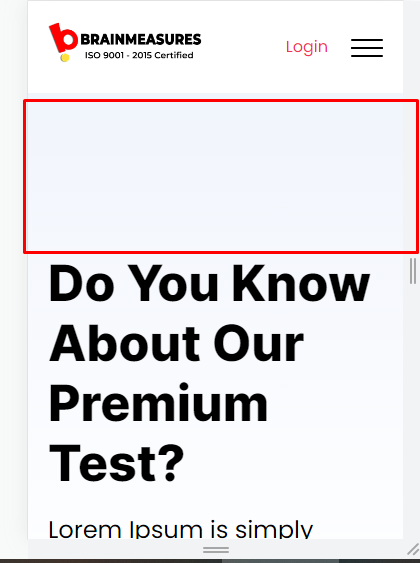 BRAINMEASURES
ISO 9001 - 2015 Certified
Login
Do You Know
About Our
Premium
Test?
Lorem Ipsum is simply